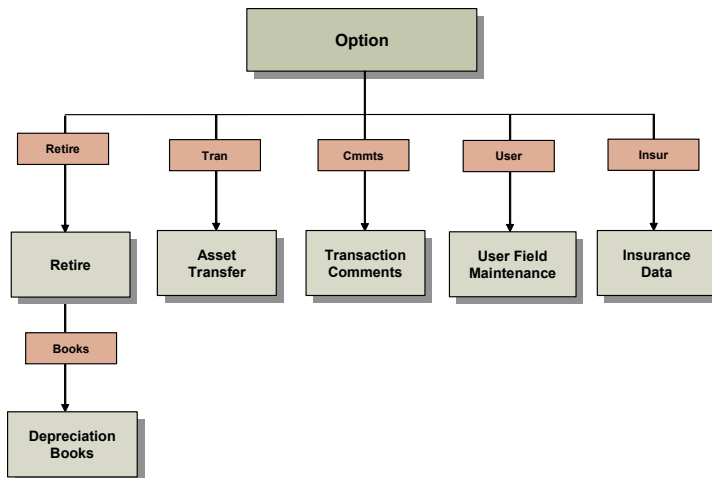 Option
Retire
Tran
Cmmts
User
Insur
Retire
Asset
Transfer
Transaction
Comments
User Field
Maintenance
Insurance
Data
Books
Depreciation
Books